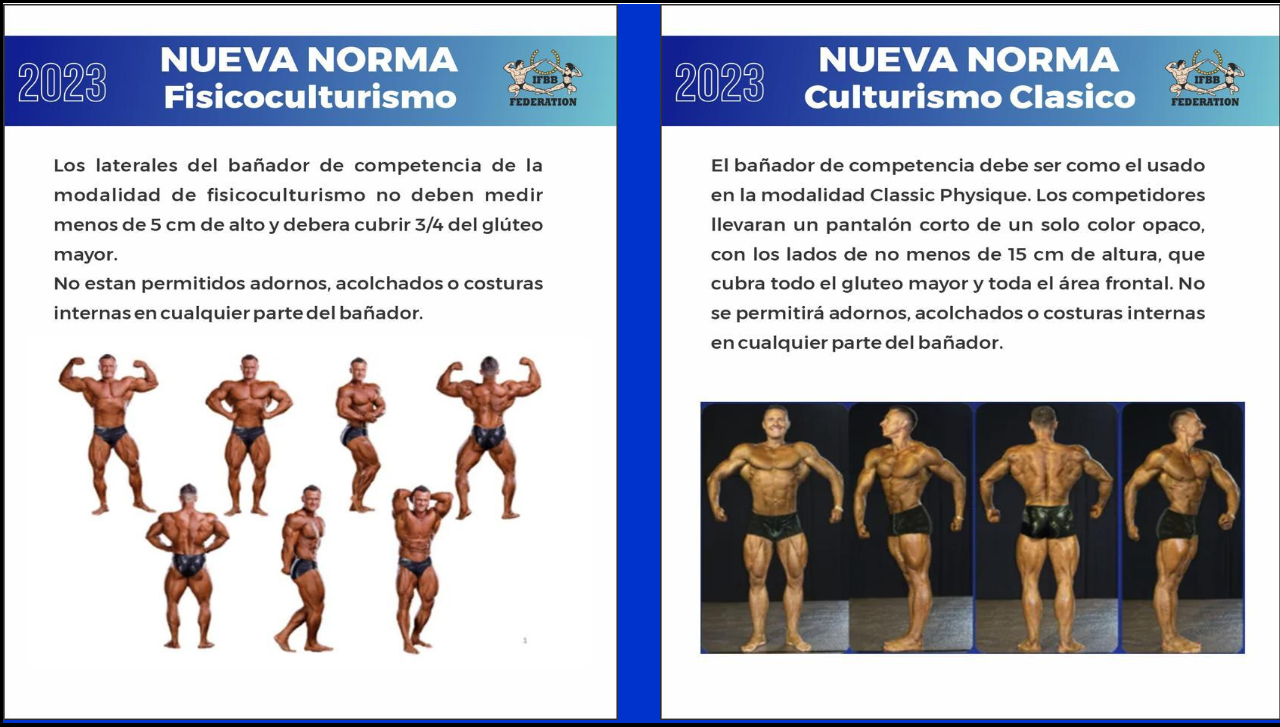 2023
NUEVA NORMA
Fisicoculturismo
IFBB
FEDERATION
Los laterales del bañador de competencia de la
modalidad de fisicoculturismo no deben medir
menos de 5 cm de alto y debera cubrir 3/4 del glúteo
mayor.
No estan permitidos adornos, acolchados o costuras
internas en cualquier parte del bañador.
1
2023
NUEVA NORMA
Culturismo Clasico
IFBB
FEDERATION
El bañador de competencia debe ser como el usado
en la modalidad Classic Physique. Los competidores
llevaran un pantalón corto de un solo color opaco,
con los lados de no menos de 15 cm de altura, que
cubra todo el gluteo mayor y toda el área frontal. No
se permitirá adornos, acolchados o costuras internas
en cualquier parte del bañador.